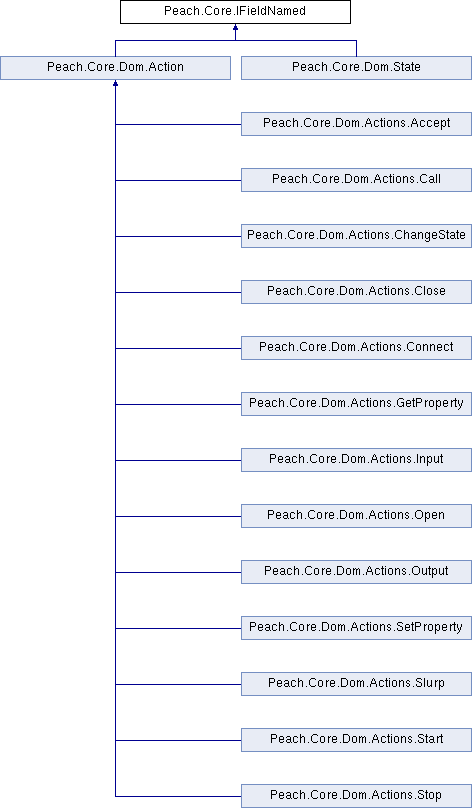 Peach.Core.IFieldNamed
Peach.Core.Dom.Action
Peach.Core.Dom.State
Peach.Core.Dom.Actions.Accept
Peach.Core.Dom.Actions.Call
Peach.Core.Dom.Actions.ChangeState
Peach.Core.Dom.Actions.Close
Peach.Core.Dom.Actions.Connect
Peach.Core.Dom.Actions.GetProperty
Peach.Core.Dom.Actions.Input
Peach.Core.Dom.Actions.Open
Peach.Core.Dom.Actions.Output
Peach.Core.Dom.Actions.SetProperty
Peach.Core.Dom.Actions.Slurp
Peach.Core.Dom.Actions.Start
Peach.Core.Dom.Actions.Stop